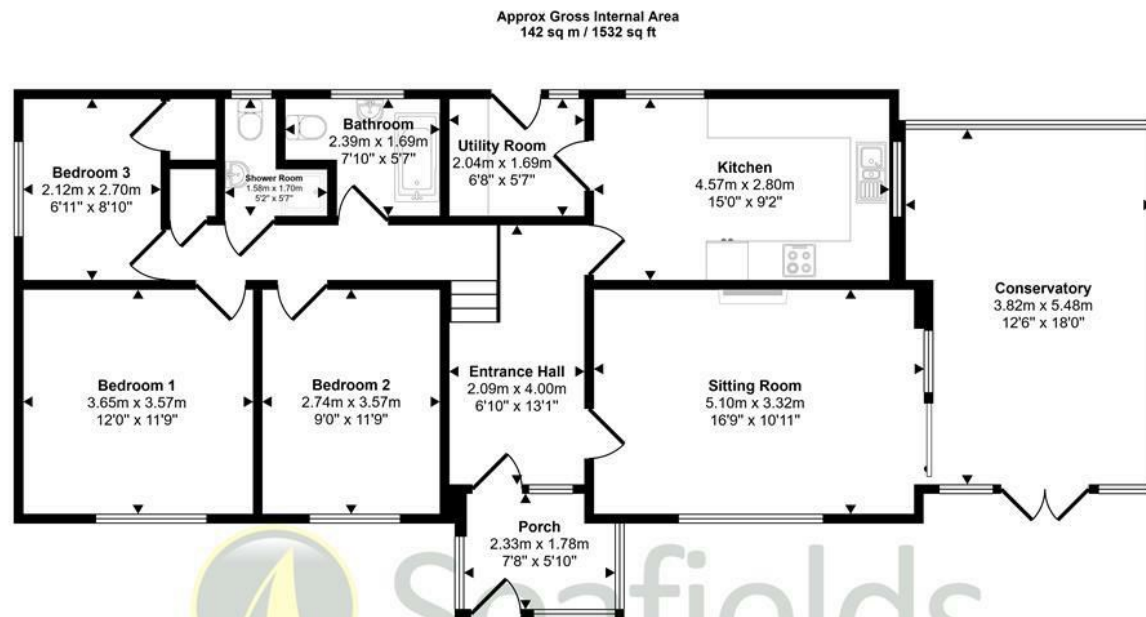 Approx Gross Internal Area
142 sq m / 1532 sq ft
Bedroom 3
2.12m x 2.70m
6'11" x 8'10"
Shower Room
1.58m x 1.70m
5'2" x 5'7"
Bathroom
2.39m x 1.69m
7'10" x 5'7"
Utility Room
2.04m x 1.69m
6'8" x 5'7"
Kitchen
4.57m x 2.80m
15'0" x 9'2"
Conservatory
3.82m x 5.48m
12'6" x 18'0"
Bedroom 1
3.65m x 3.57m
12'0" x 11'9"
Bedroom 2
2.74m x 3.57m
9'0" x 11'9"
Entrance Hall
2.09m x 4.00m
6'10" x 13'1"
Sitting Room
5.10m x 3.32m
16'9" x 10'11"
Porch
2.33m x 1.78m
7'8" x 5'10"
Seafields